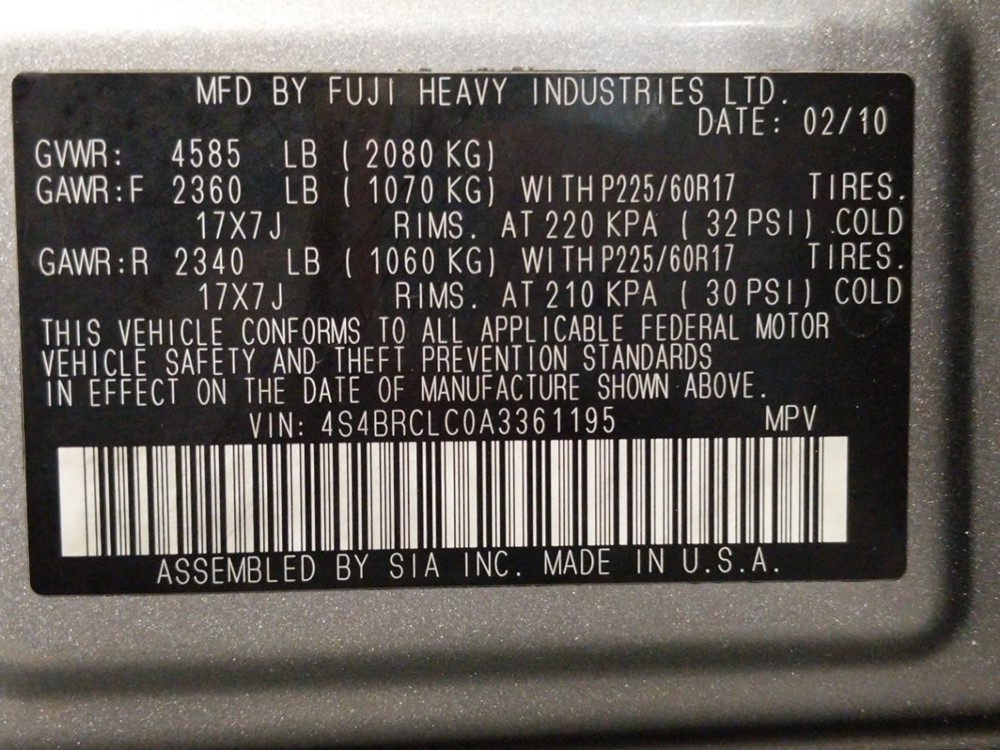 MFD BY FUJI HEAVY INDUSTRIES LTD.
DATE: 02/10
GVWR: 4585 LB ( 2080 KG)
GAWR:F 2360 LB ( 1070 KG) WITH P225/60R17 TIRES.
17X7J RIMS. AT 220 KPA ( 32 PSI) COLD
GAWR:R 2340 LB ( 1060 KG) WITH P225/60R17 TIRES.
17X7J RIMS. AT 210 KPA ( 30 PSI) COLD
THIS VEHICLE CONFORMS TO ALL APPLICABLE FEDERAL MOTOR
VEHICLE SAFETY AND THEFT PREVENTION STANDARDS
IN EFFECT ON THE DATE OF MANUFACTURE SHOWN ABOVE.
VIN: 4S4BRCLC0A3361195 MPV
ASSEMBLED BY SIA INC. MADE IN U.S.A.